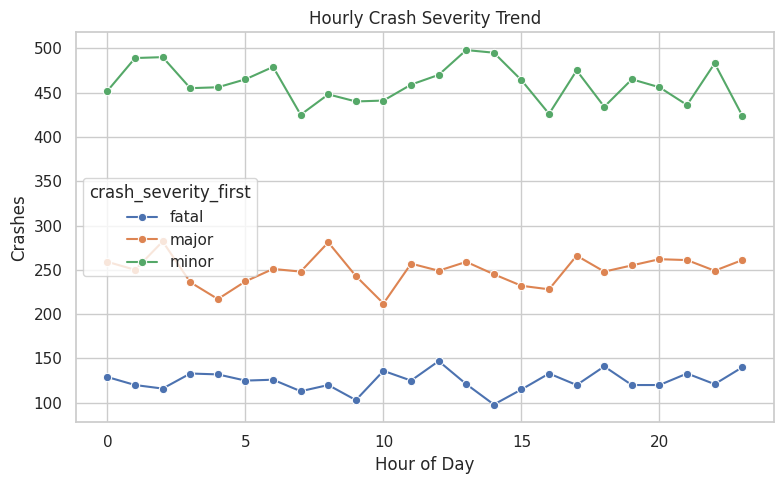 Hourly Crash Severity Trend
Crashes
500
450
400
350
300
250
200
150
100
crash_severity_first
fatal
major
minor
0 5 10 15 20
Hour of Day